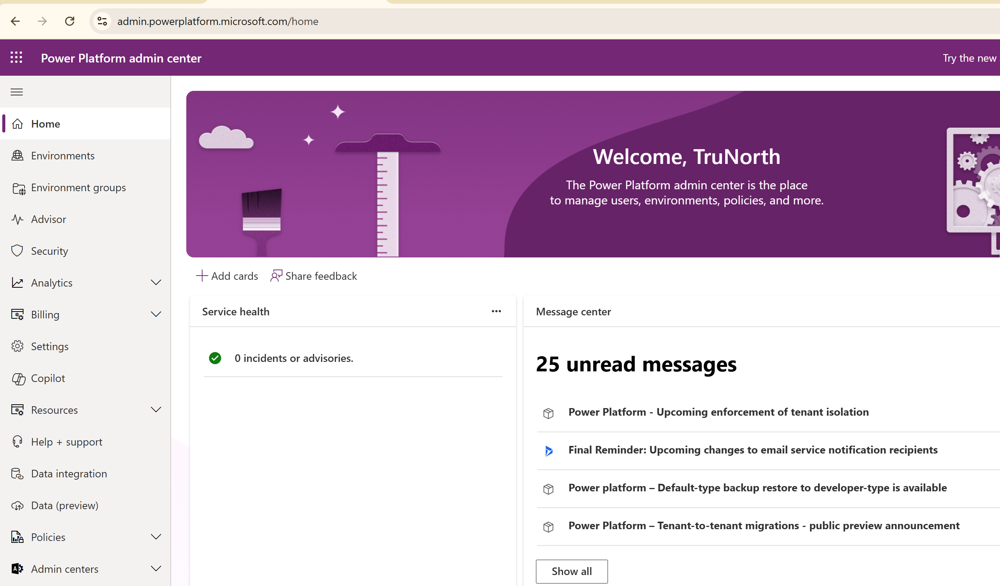 admin.powerplatform.microsoft.com/home
Power Platform admin center
Try the new
Home
Environments
Environment groups
Advisor
Security
Analytics
Billing
Settings
Copilot
Resources
Help + support
Data integration
Data (preview)
Policies
Admin centers
Welcome, TruNorth
The Power Platform admin center is the place
to manage users, environments, policies, and more.
Add cards
Share feedback
Service health
0 incidents or advisories.
Message center
25 unread messages
Power Platform - Upcoming enforcement of tenant isolation
Final Reminder: Upcoming changes to email service notification recipients
Power platform – Default-type backup restore to developer-type is available
Power Platform – Tenant-to-tenant migrations - public preview announcement
Show all